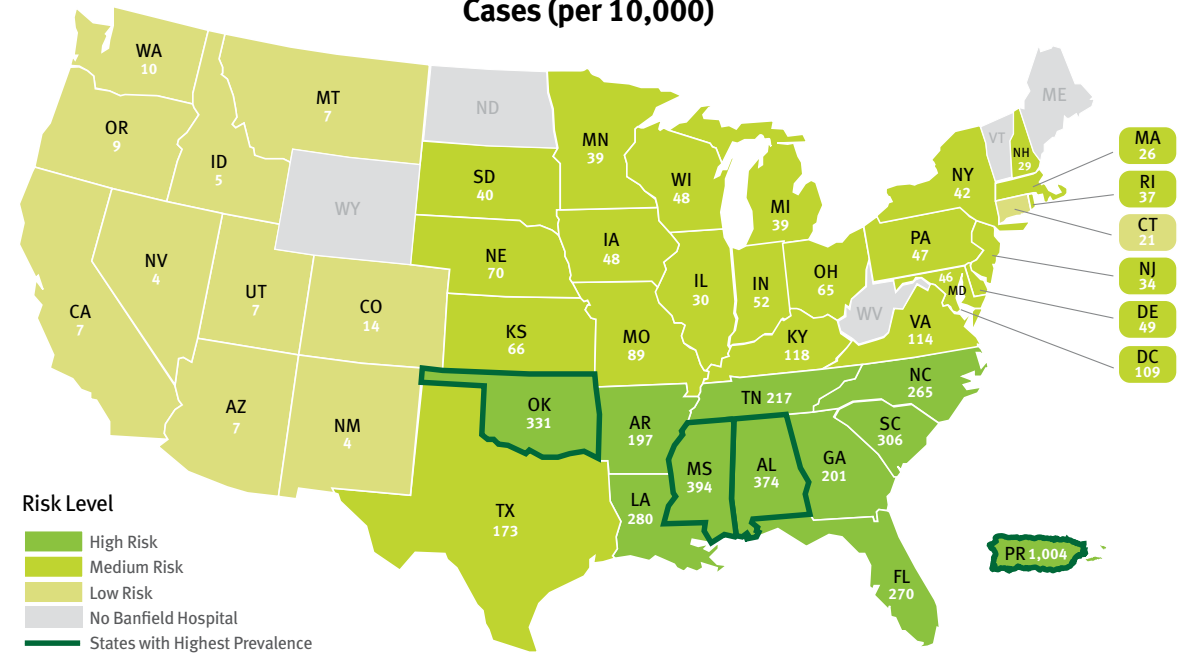 Cases (per 10,000)
WA
10
MT
7
ND
ME
OR
9
ID
5
MN
39
VT
NH
29
MA
26
WY
SD
40
WI
48
MI
39
NY
42
RI
37
CT
21
NV
4
UT
7
NE
70
IA
48
PA
47
NJ
34
CA
7
CO
14
IL
30
IN
52
OH
65
46
MD
WV
DE
49
KS
66
MO
89
KY
118
VA
114
DC
109
AZ
7
NM
4
OK
331
AR
197
TN 217
NC
265
SC
306
MS
394
AL
374
GA
201
TX
173
LA
280
FL
270
PR 1,004
Risk Level
High Risk
Medium Risk
Low Risk
No Banfield Hospital
States with Highest Prevalence